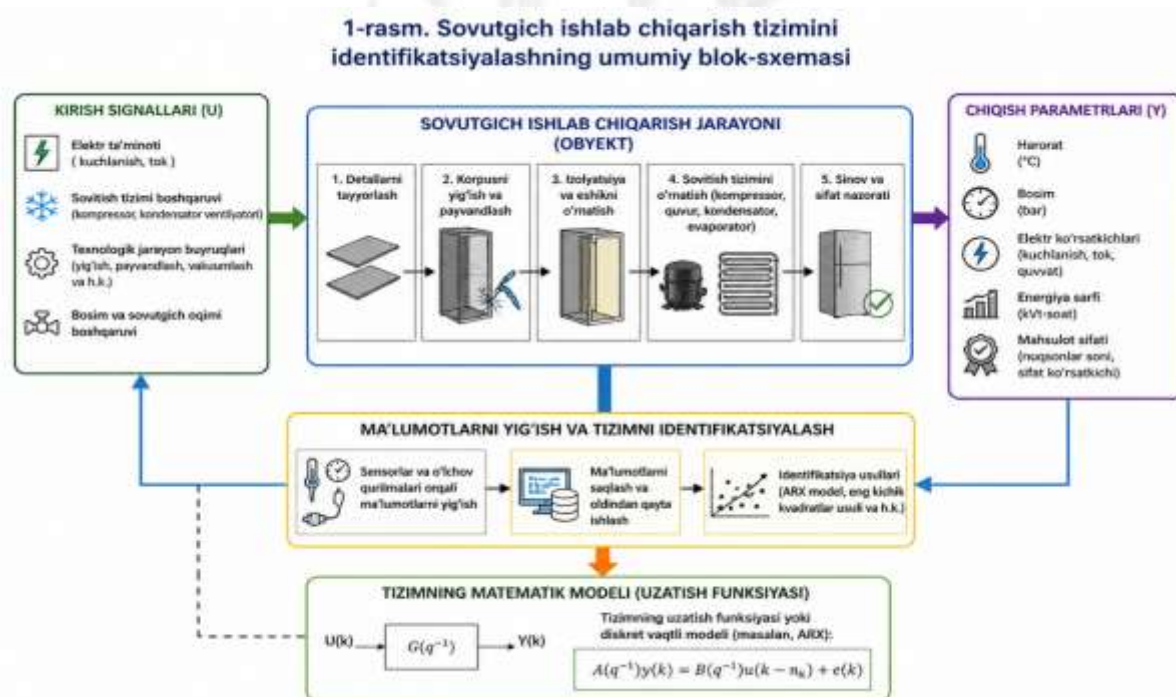 1-rasm. Sovutgich ishlab chiqarish tizimini
identifikatsiyalashning umumiy blok-sxemasi
KIRISH SIGNALLARI (U)
Elektr ta'minoti
( kuchlanish, tok )
Sovitish tizimi boshqaruvi
(kompressor, kondensator ventilyatori)
Texnologik jarayon buyruqlari
(yig'ish, payvandlash, vakuumlash
va h.k.)
Bosim va sovutgich oqimi
boshqaruvi
SOVUTGICH ISHLAB CHIQARISH JARAYONI
(OBYEKT)
1. Detallarni
tayyorlash
2. Korpusni
yig'ish va
payvandlash
3. Izolyatsiya
va eshikni
o'rnatish
4. Sovitish tizimini
o'rnatish (kompressor,
quvur, kondensator,
evaporator)
5. Sinov va
sifat nazorati
CHIQISH PARAMETRLARI (Y)
Harorat
(°C)
Bosim
(bar)
Elektr ko'rsatkichlari
(kuchlanish, tok,
quvvat)
Energiya sarfi
(kVt-soat)
Mahsulot sifati
(nuqsonlar soni,
sifat ko'rsatkichi)
MA'LUMOTLARNI YIG'ISH VA TIZIMNI IDENTIFIKATSIYALASH
Sensorlar va o'lchov
qurilmalari orqali
ma'lumotlarni yig'ish
Ma'lumotlarni
saqlash va
oldindan qayta
ishlash
Identifikatsiya usullari
(ARX model, eng kichik
kvadratlar usuli va h.k.)
TIZIMNING MATEMATIK MODELI (UZATISH FUNKSIYASI)
U(k)
G(q⁻¹)
Y(k)
Tizimning uzatish funksiyasi yoki
diskret vaqtli modeli (masalan, ARX):
A(q⁻¹)y(k) = B(q⁻¹)u(k − nₖ) + e(k)